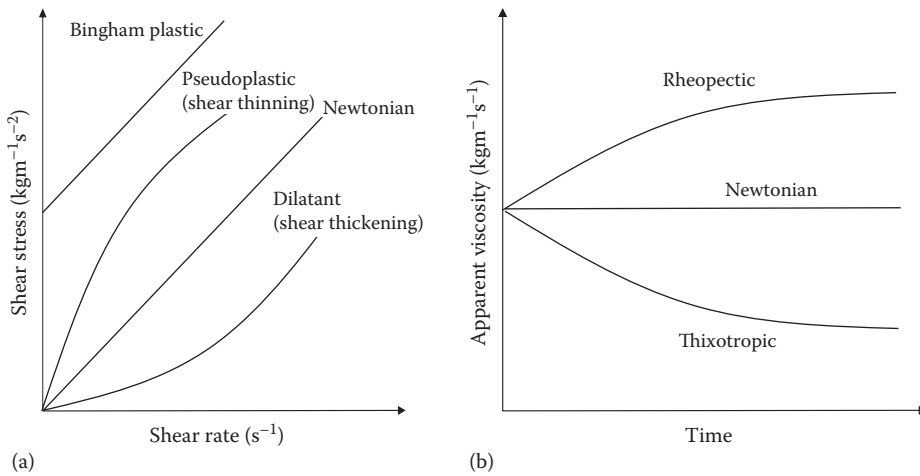 Bingham plastic
Pseudoplastic
(shear thinning)
Newtonian
Dilatant
(shear thickening)
Shear stress (kgm⁻¹s⁻²)
Shear rate (s⁻¹)
(a)
Rheopectic
Newtonian
Thixotropic
Apparent viscosity (kgm⁻¹s⁻¹)
Time
(b)